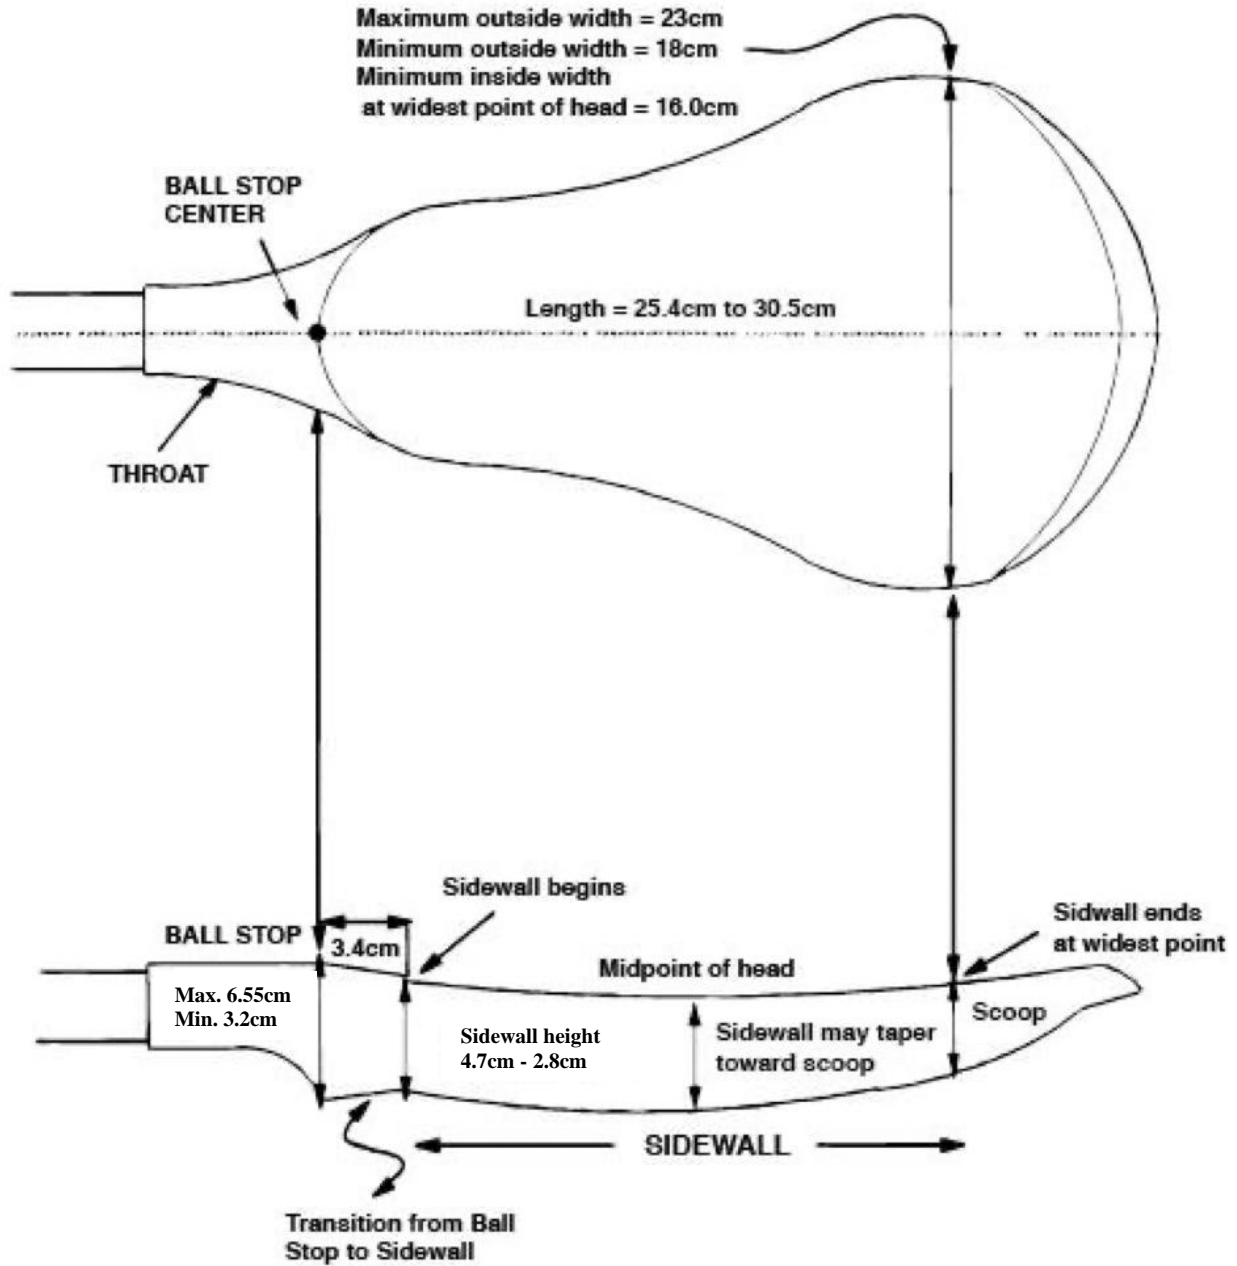 Maximum outside width = 23cm
Minimum outside width = 18cm
Minimum inside width
at widest point of head = 16.0cm
BALL STOP
CENTER
Length = 25.4cm to 30.5cm
THROAT
Sidewall begins
BALL STOP
3.4cm
Sidwall ends
at widest point
Midpoint of head
Max. 6.55cm
Min. 3.2cm
Scoop
Sidewall height
4.7cm - 2.8cm
Sidewall may taper
toward scoop
SIDEWALL
Transition from Ball
Stop to Sidewall